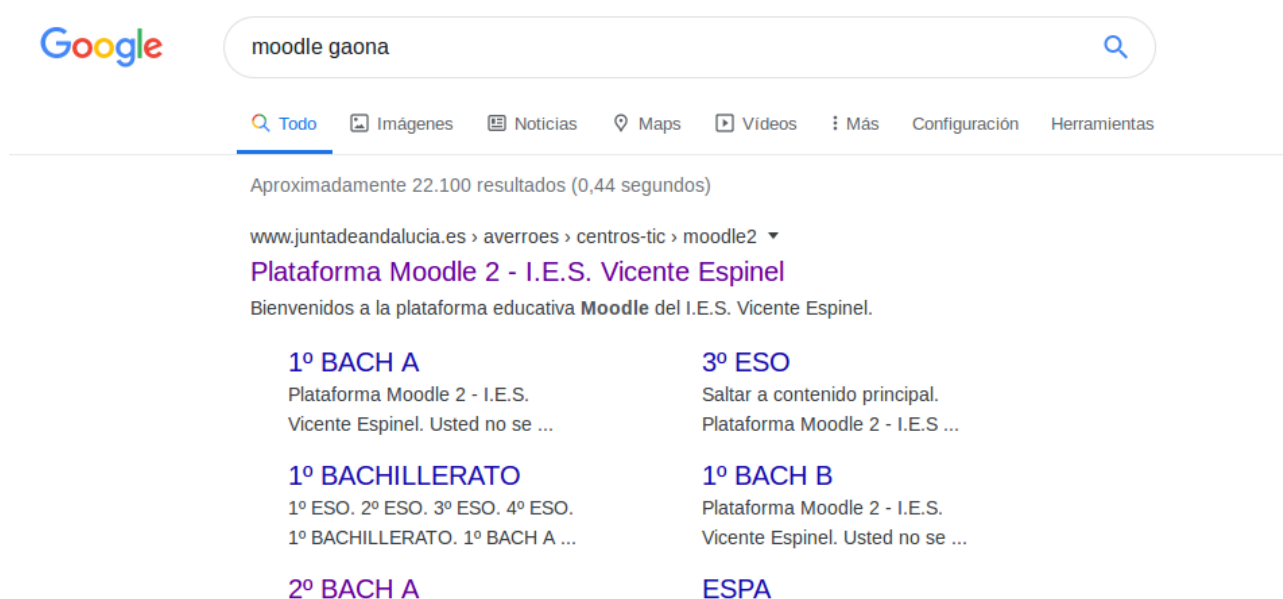 Google
moodle gaona
Todo Imágenes Noticias Maps Vídeos Más Configuración Herramientas
Aproximadamente 22.100 resultados (0,44 segundos)
www.juntadeandalucia.es › averroes › centros-tic › moodle2
Plataforma Moodle 2 - I.E.S. Vicente Espinel
Bienvenidos a la plataforma educativa Moodle del I.E.S. Vicente Espinel.
1º BACH A
Plataforma Moodle 2 - I.E.S.
Vicente Espinel. Usted no se ...
3º ESO
Saltar a contenido principal.
Plataforma Moodle 2 - I.E.S ...
1º BACHILLERATO
1º ESO. 2º ESO. 3º ESO. 4º ESO.
1º BACHILLERATO. 1º BACH A ...
1º BACH B
Plataforma Moodle 2 - I.E.S.
Vicente Espinel. Usted no se ...
2º BACH A
ESPA